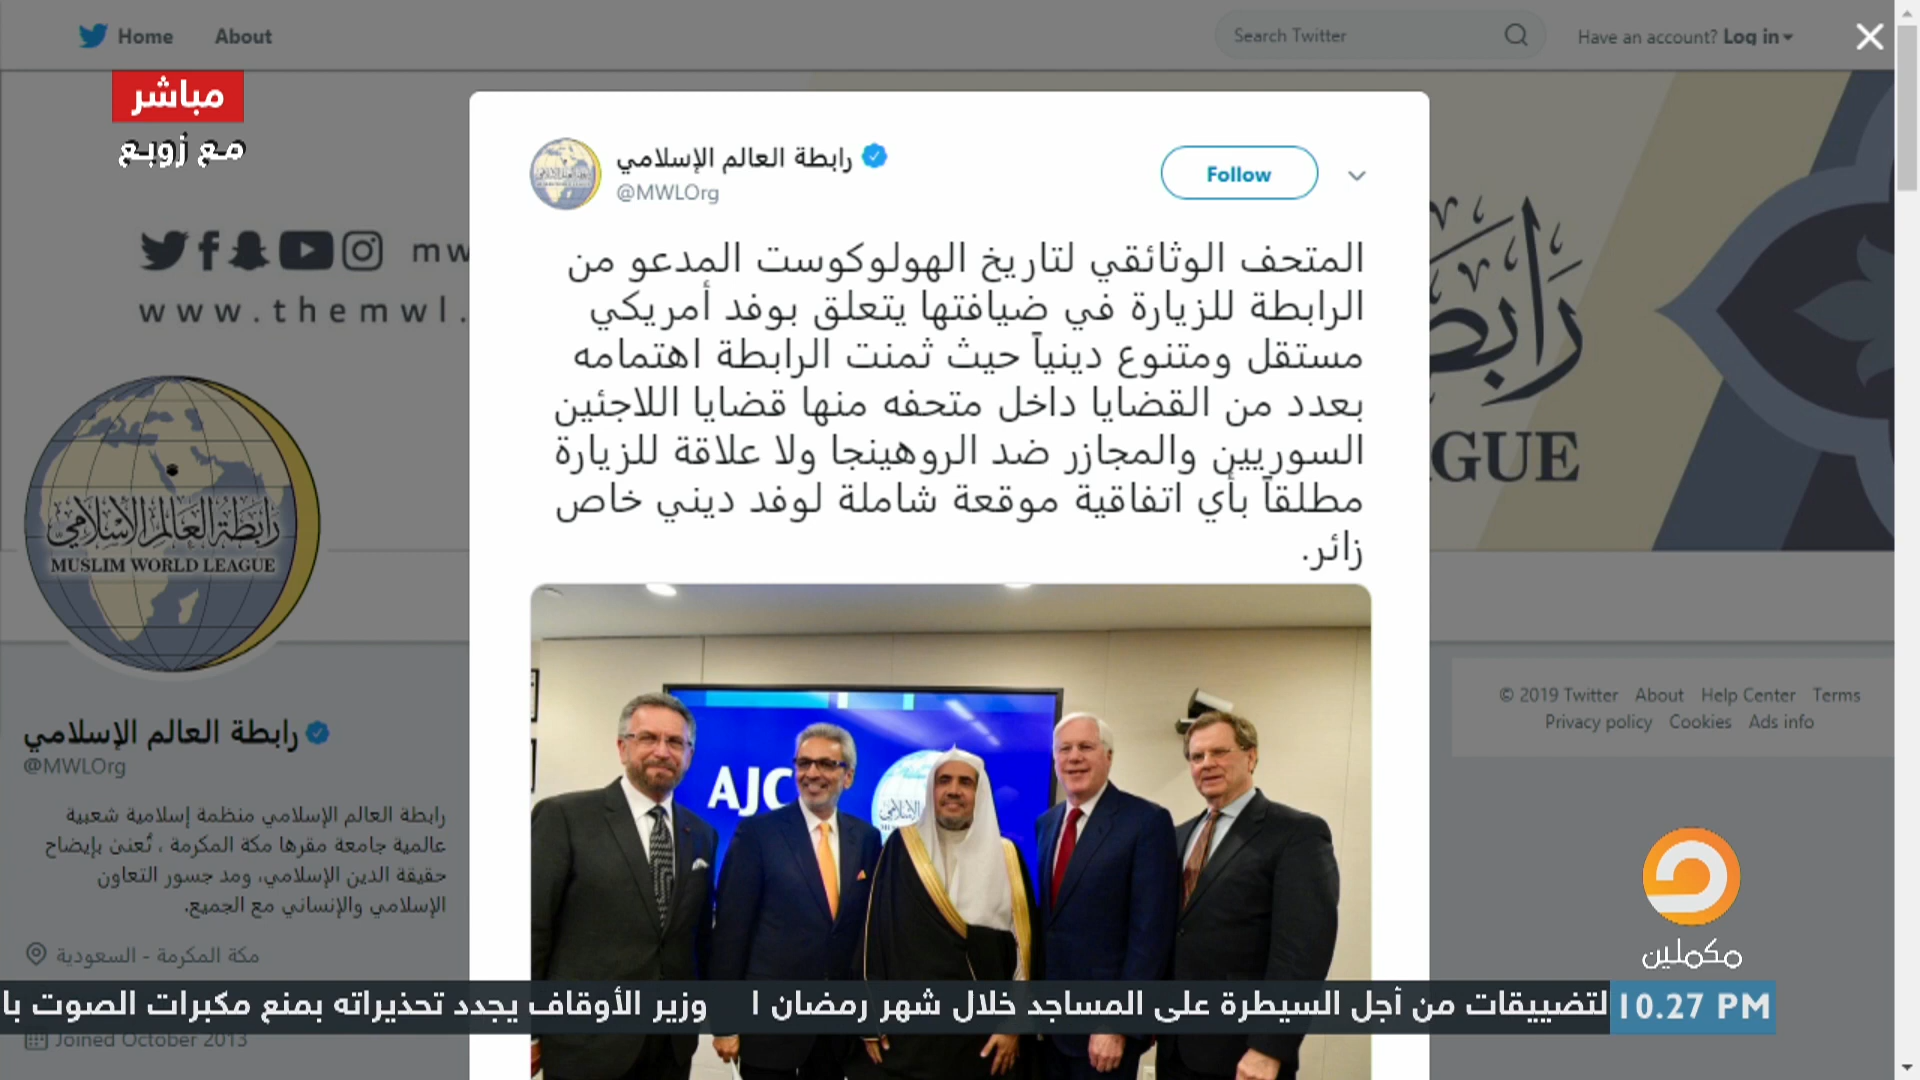 Home About Search Twitter Have an account? Log in
مباشر
مع زوبع
www.themwl.
رابطة العالم الإسلامي
@MWLOrg
Follow
المتحف الوثائقي لتاريخ الهولوكوست المدعو من
الرابطة للزيارة في ضيافتها يتعلق بوفد أمريكي
مستقل ومتنوع دينياً حيث ثمنت الرابطة اهتمامه
بعدد من القضايا داخل متحفه منها قضايا اللاجئين
السوريين والمجازر ضد الروهينجا ولا علاقة للزيارة
مطلقاً بأي اتفاقية موقعة شاملة لوفد ديني خاص
زائر.
AJC
GUE
رابطة العالم الإسلامي
MUSLIM WORLD LEAGUE
رابطة العالم الإسلامي
@MWLOrg
رابطة العالم الإسلامي منظمة إسلامية شعبية
عالمية جامعة مقرها مكة المكرمة ، تُعنىٰ بإيضاح
حقيقة الدين الإسلامي، ومد جسور التعاون
الإسلامي والإنساني مع الجميع.
مكة المكرمة - السعودية
Joined October 2013
© 2019 Twitter About Help Center Terms
Privacy policy Cookies Ads info
مكملين
لتضييقات من أجل السيطرة على المساجد خلال شهر رمضان ا وزير الأوقاف يجدد تحذيراته بمنع مكبرات الصوت با
10.27 PM